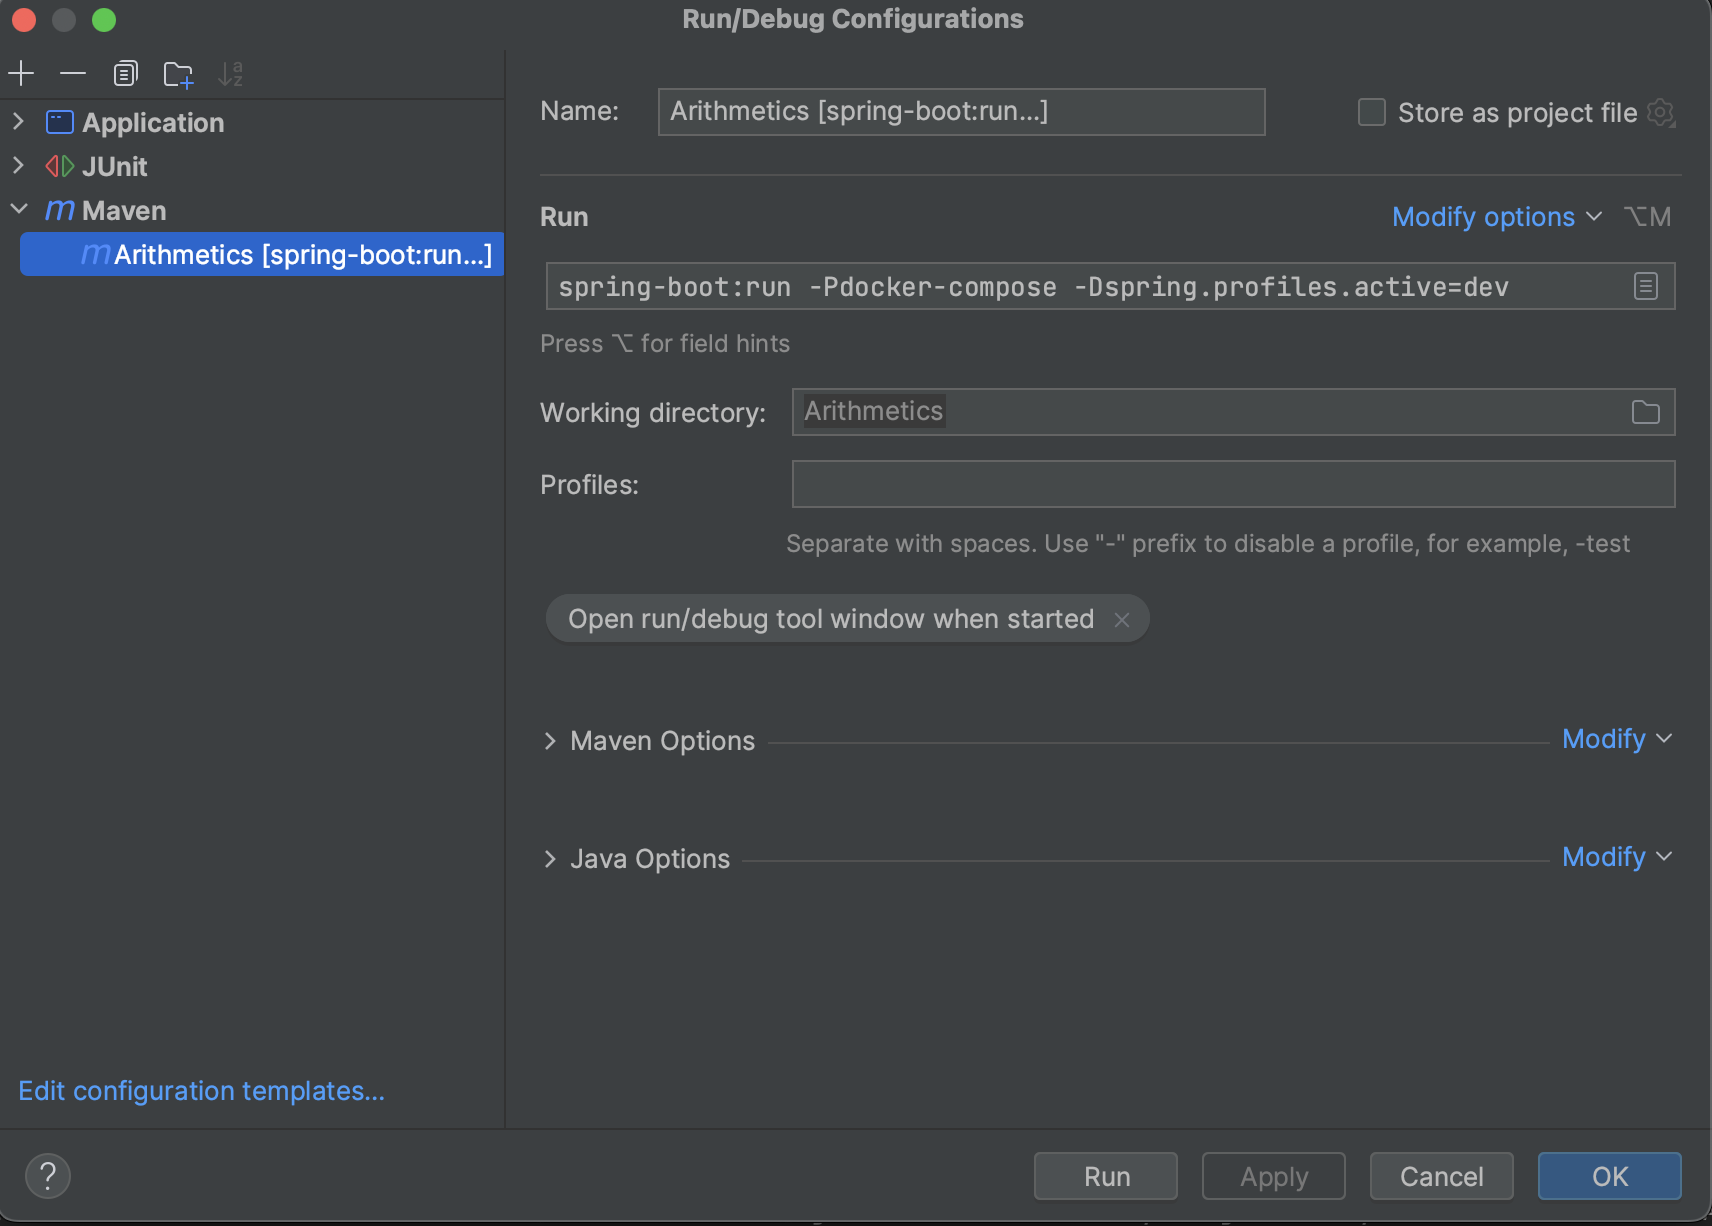 Run/Debug Configurations
Application
JUnit
Maven
Arithmetics [spring-boot:run...]
Edit configuration templates...
Name:
Arithmetics [spring-boot:run...]
Store as project file
Run
Modify options
⌥M
spring-boot:run -Pdocker-compose -Dspring.profiles.active=dev
Press ⌥ for field hints
Working directory:
Arithmetics
Profiles:
Separate with spaces. Use "-" prefix to disable a profile, for example, -test
Open run/debug tool window when started
Maven Options
Modify
Java Options
Modify
?
Run
Apply
Cancel
OK